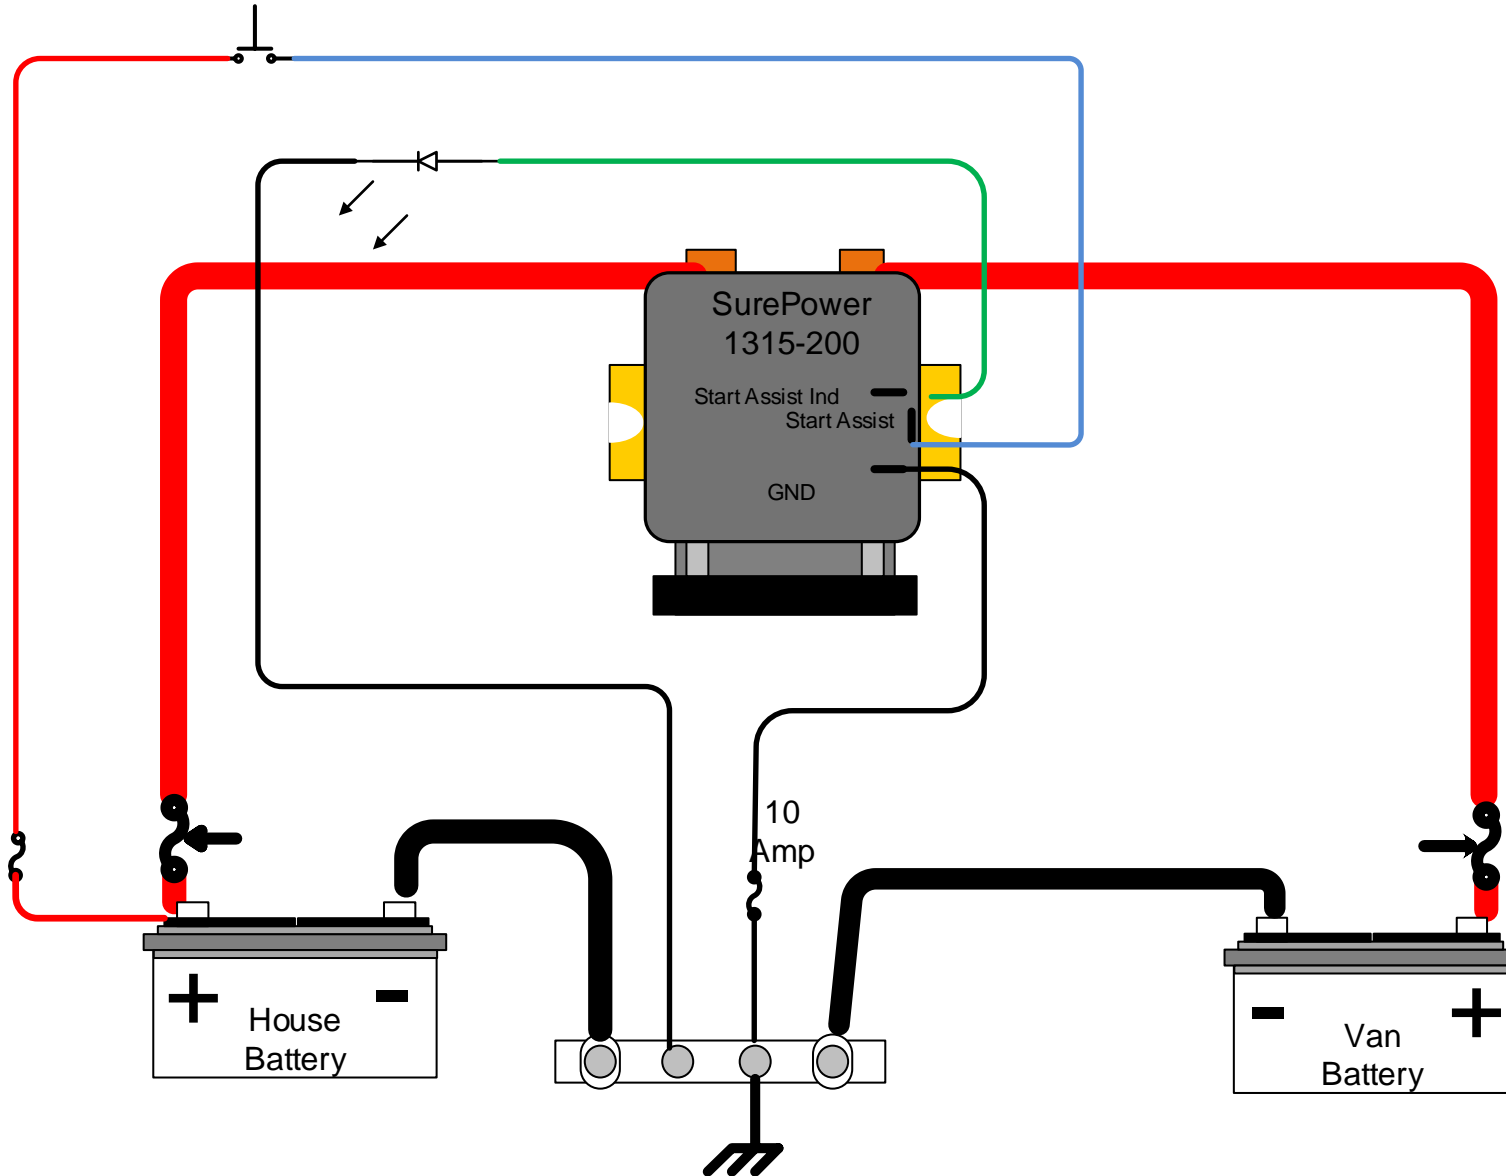 SurePower
1315-200
Start Assist Ind
Start Assist
GND
10
Amp
+ -
House
Battery
- +
Van
Battery